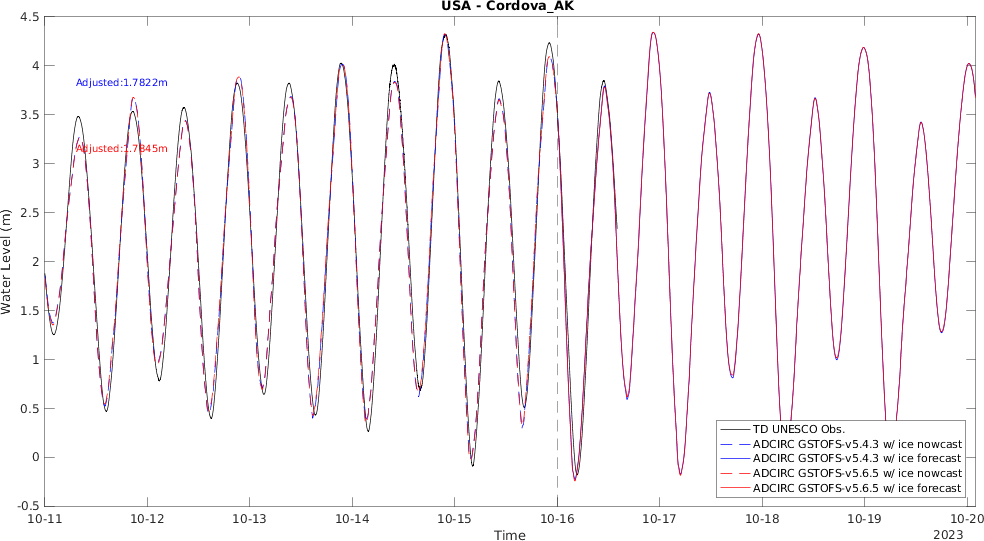 USA - Cordova_AK
4.5
4
3.5
3
2.5
2
1.5
1
0.5
0
-0.5
Water Level (m)
Adjusted:1.7822m
Adjusted:1.7845m
TD UNESCO Obs.
ADCIRC GSTOFS-v5.4.3 w/ ice nowcast
ADCIRC GSTOFS-v5.4.3 w/ ice forecast
ADCIRC GSTOFS-v5.6.5 w/ ice nowcast
ADCIRC GSTOFS-v5.6.5 w/ ice forecast
10-11 10-12 10-13 10-14 10-15 10-16 10-17 10-18 10-19 10-20
Time
2023